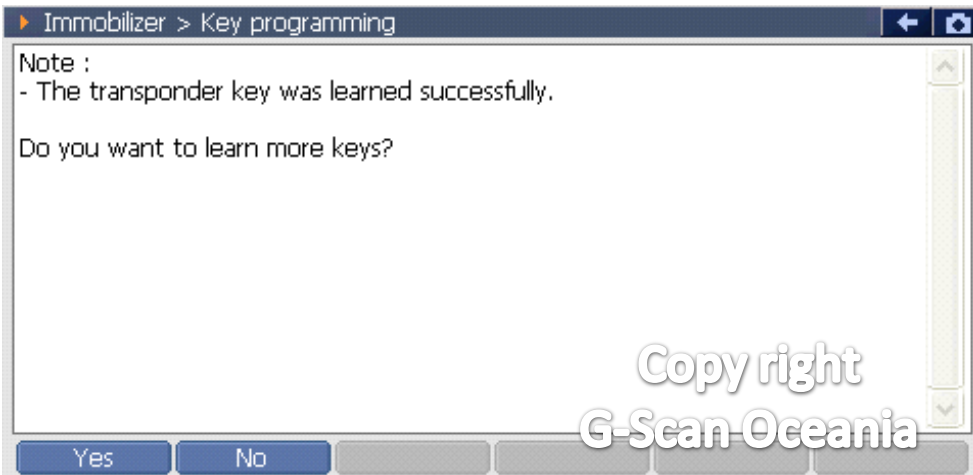 Immobilizer > Key programming
Note :
- The transponder key was learned successfully.
Do you want to learn more keys?
Copy right
G-Scan Oceania
Yes No